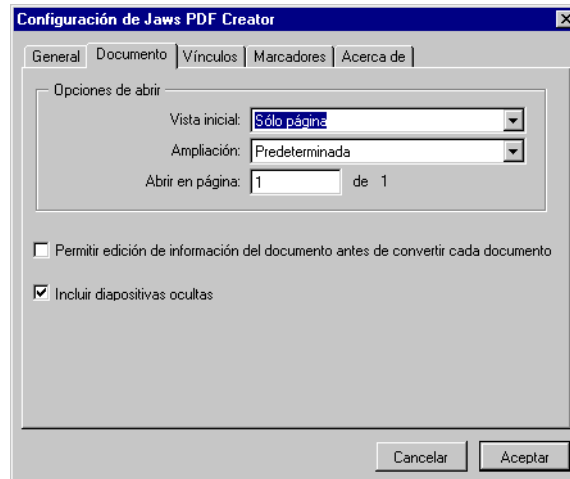 Configuración de Jaws PDF Creator
General Documento Vínculos Marcadores Acerca de
Opciones de abrir
Vista inicial: Sólo página
Ampliación: Predeterminada
Abrir en página: 1 de 1
Permitir edición de información del documento antes de convertir cada documento
Incluir diapositivas ocultas
Cancelar Aceptar